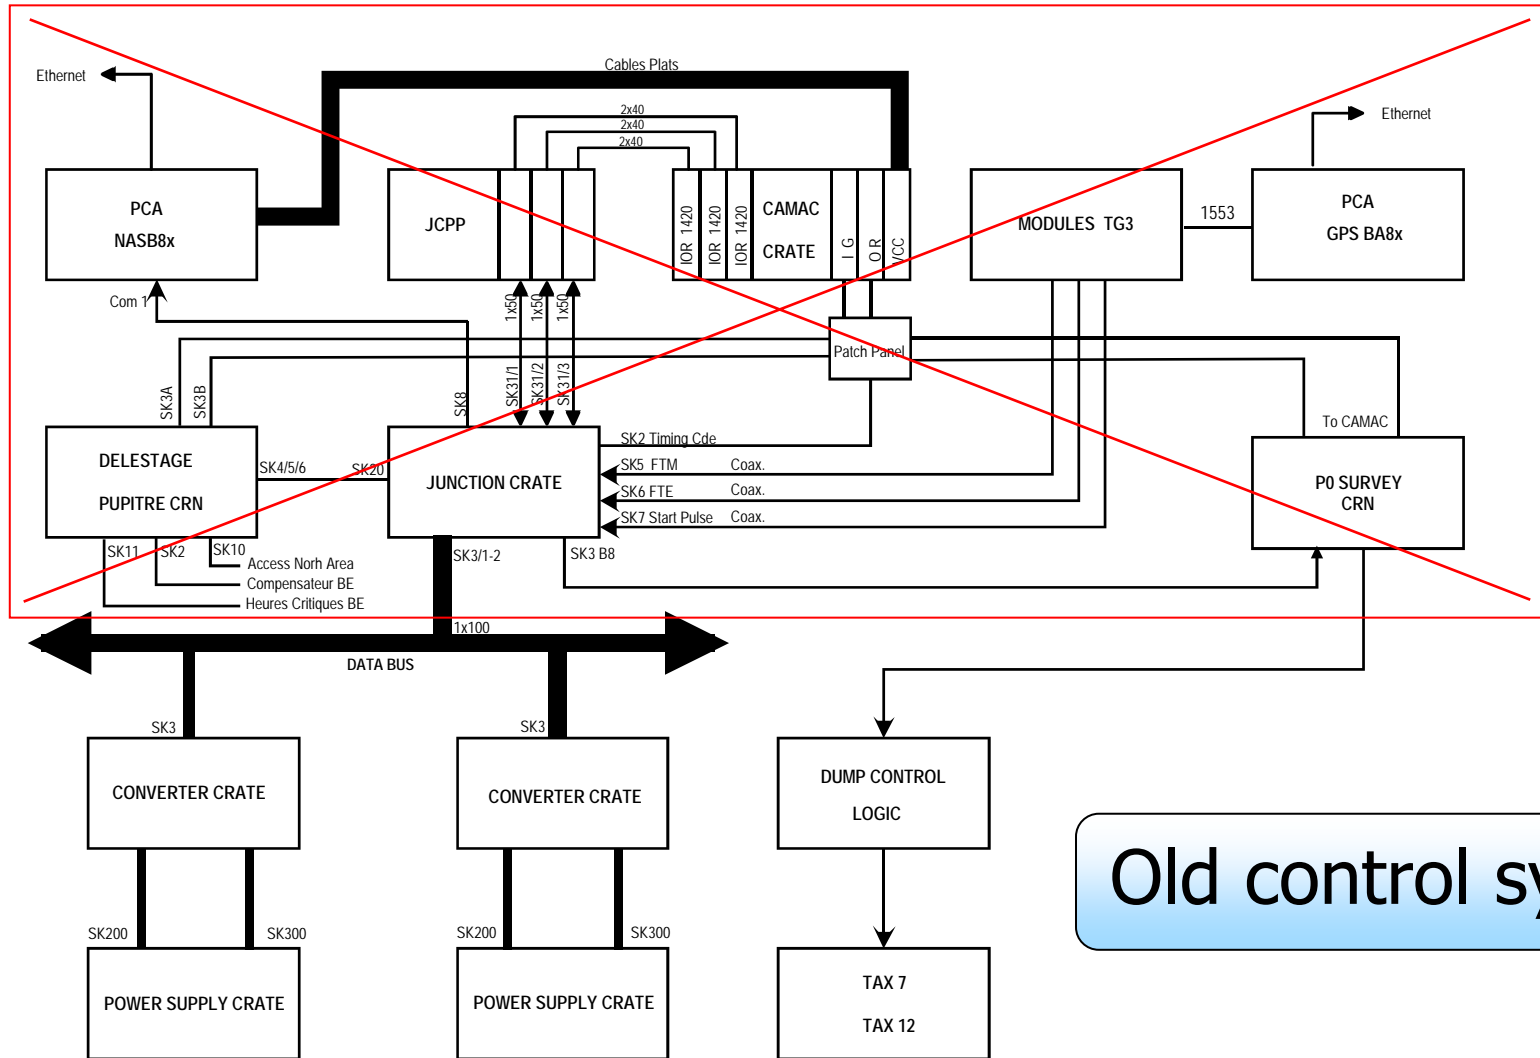 Cables Plats
Ethernet
2x40
2x40
2x40
Ethernet
PCA
NASB8x
JCPP
IOR 1420
IOR 1420
IOR 1420
CAMAC
CRATE
I G
OR
VCC
MODULES TG3
1553
PCA
GPS BA8x
Com 1
1x50
1x50
1x50
Patch Panel
SK3A
SK3B
SK8
SK31/1
SK31/2
SK31/3
To CAMAC
DELESTAGE
PUPITRE CRN
SK4/5/6
SK20
JUNCTION CRATE
SK2 Timing Cde
SK5 FTM Coax.
SK6 FTE Coax.
SK7 Start Pulse Coax.
P0 SURVEY
CRN
SK11
SK2
SK10
SK3/1-2
SK3 B8
Access Norh Area
Compensateur BE
Heures Critiques BE
1x100
DATA BUS
SK3
SK3
CONVERTER CRATE
CONVERTER CRATE
DUMP CONTROL
LOGIC
Old control sy
SK200
SK300
SK200
SK300
POWER SUPPLY CRATE
POWER SUPPLY CRATE
TAX 7
TAX 12